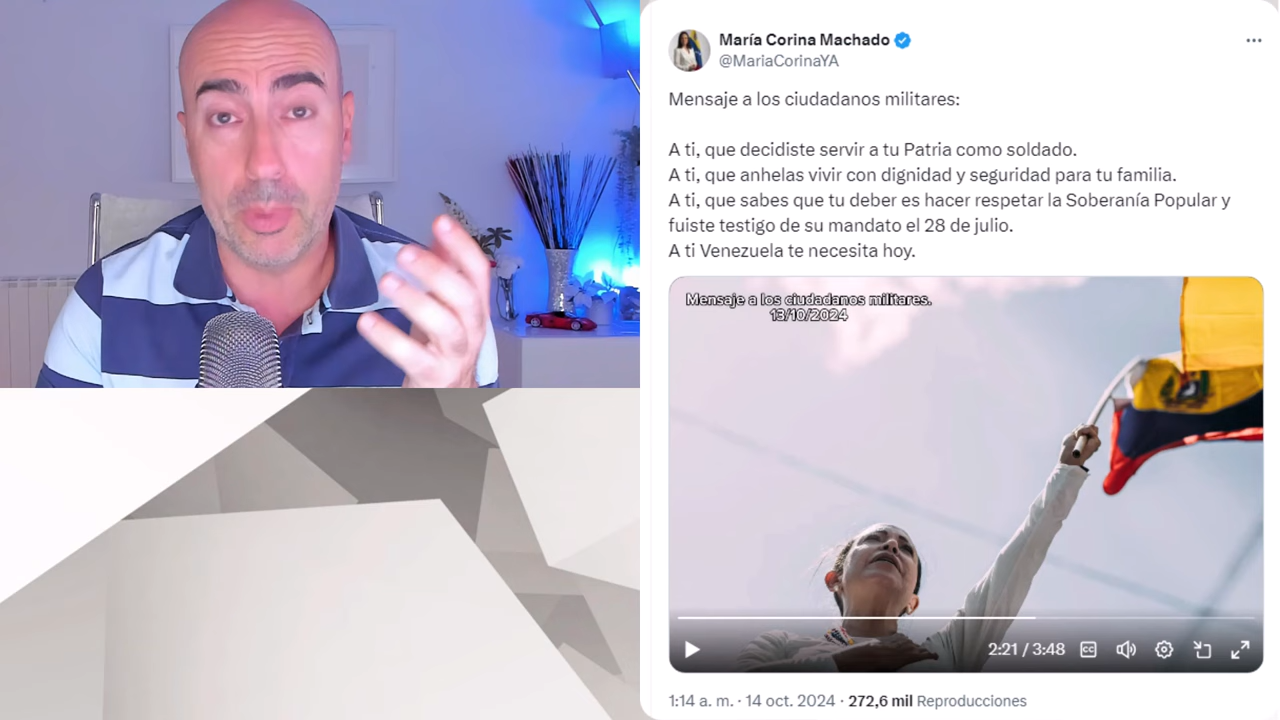 María Corina Machado
@MariaCorinaYA
Mensaje a los ciudadanos militares:
A ti, que decidiste servir a tu Patria como soldado.
A ti, que anhelas vivir con dignidad y seguridad para tu familia.
A ti, que sabes que tu deber es hacer respetar la Soberanía Popular y
fuiste testigo de su mandato el 28 de julio.
A ti Venezuela te necesita hoy.
Mensaje a los ciudadanos militares.
13/10/2024
2:21 / 3:48
CC
1:14 a. m. · 14 oct. 2024 · 272,6 mil Reproducciones